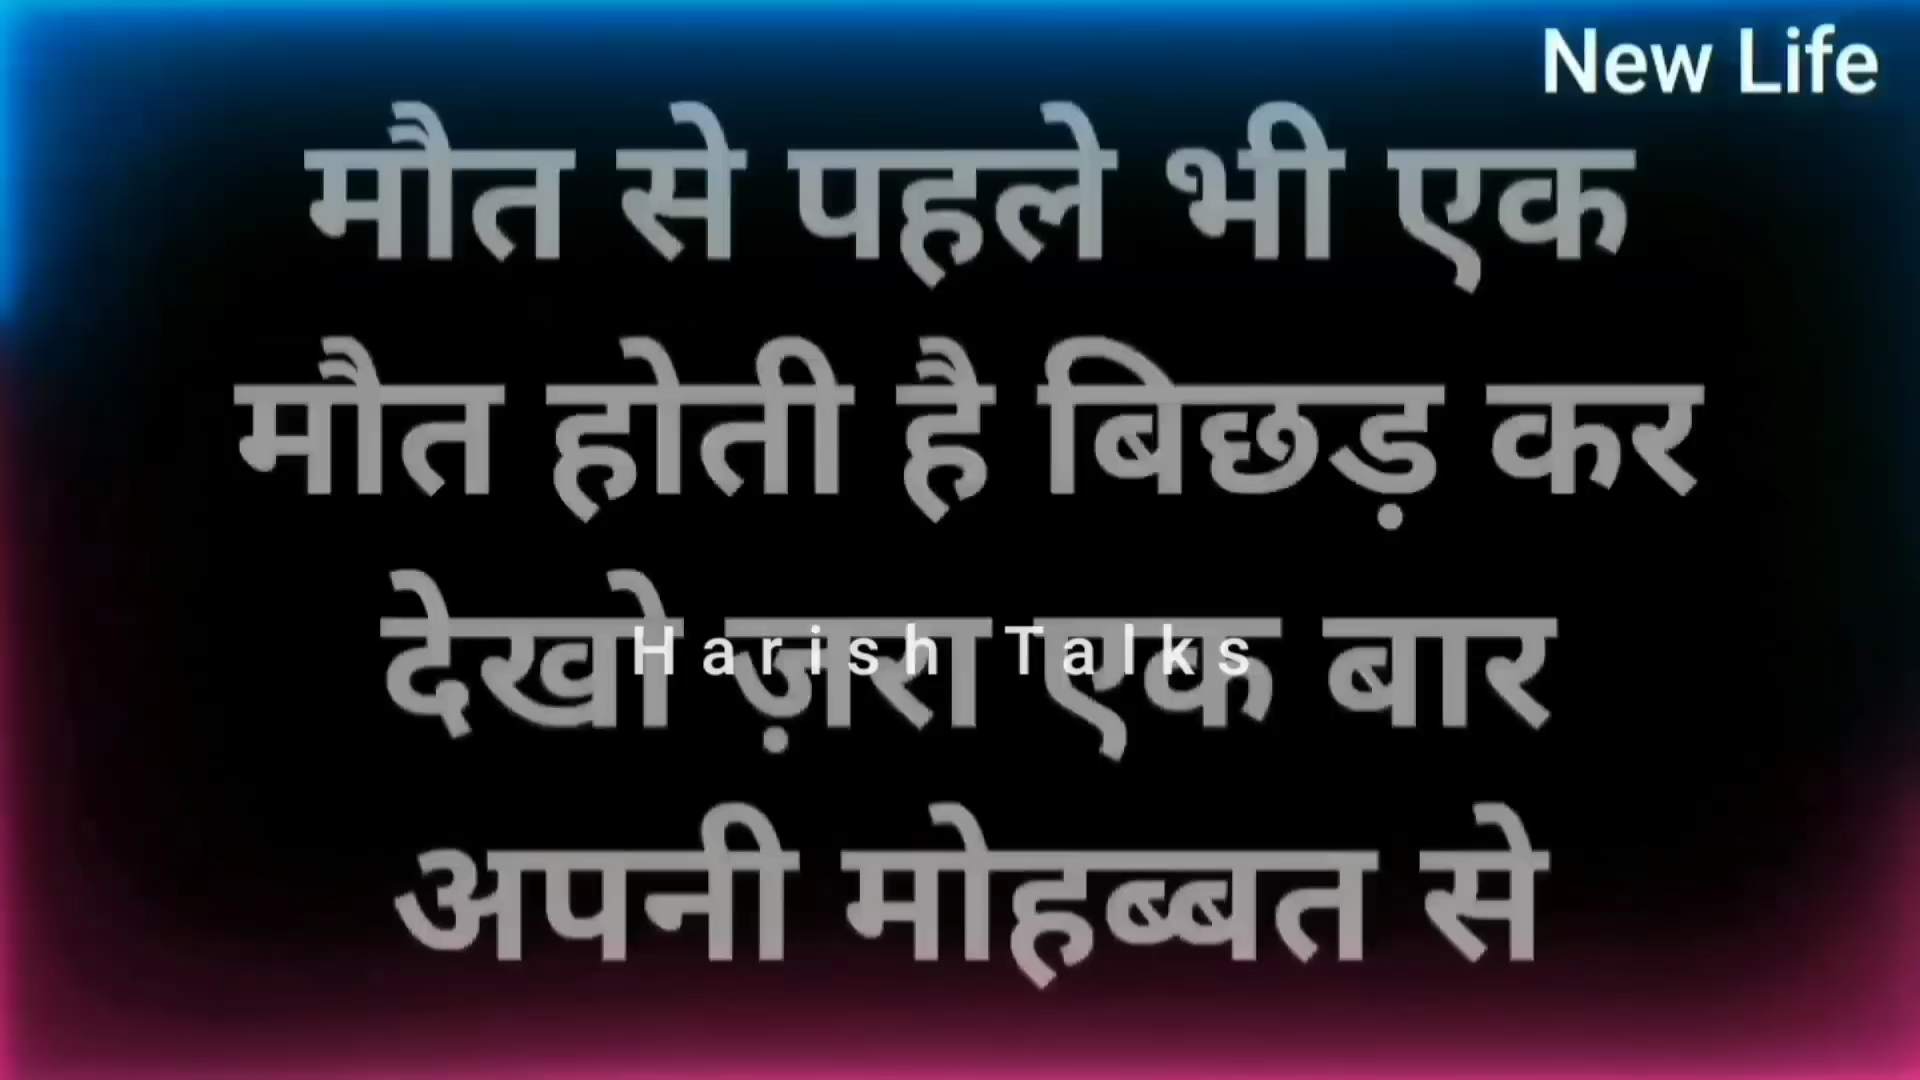 New Life
मौत से पहले भी एक
मौत होती है बिछड़ कर
देखो ज़रा एक बार
Harish Talks
अपनी मोहब्बत से